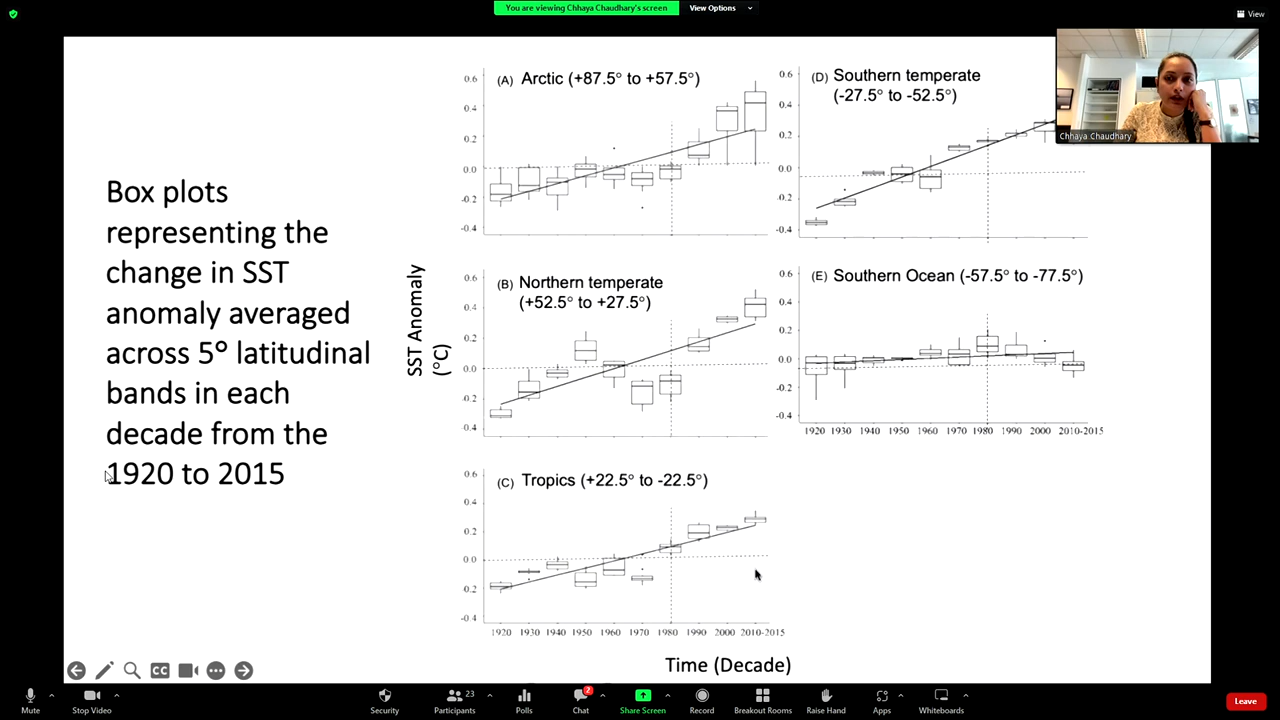 You are viewing Chhaya Chaudhary's screen
View Options
View
Box plots
representing the
change in SST
anomaly averaged
across 5° latitudinal
bands in each
decade from the
1920 to 2015
SST Anomaly
(°C)
(A) Arctic (+87.5° to +57.5°)
0.6
0.4
0.2
0.0
-0.2
-0.4
(B) Northern temperate
(+52.5° to +27.5°)
0.6
0.4
0.2
0.0
0.2
-0.4
(C) Tropics (+22.5° to -22.5°)
0.6
0.4
0.2
0.0
0.2
-0.4
1920 1930 1940 1950 1960 1970 1980 1990 2000 2010-2015
(D) Southern temperate
(-27.5° to -52.5°)
0.6
0.4
0.2
0.0
-0.2
-0.4
(E) Southern Ocean (-57.5° to -77.5°)
0.6
0.4
0.2
0.0
-0.2
-0.4
1920 1930 1940 1950 1960 1970 1980 1990 2000 2010-2015
Time (Decade)
Chhaya Chaudhary
CC
Mute
Stop Video
Security
Participants 23
Polls
Chat 2
Share Screen
Record
Breakout Rooms
Raise Hand
Apps
Whiteboards
Leave